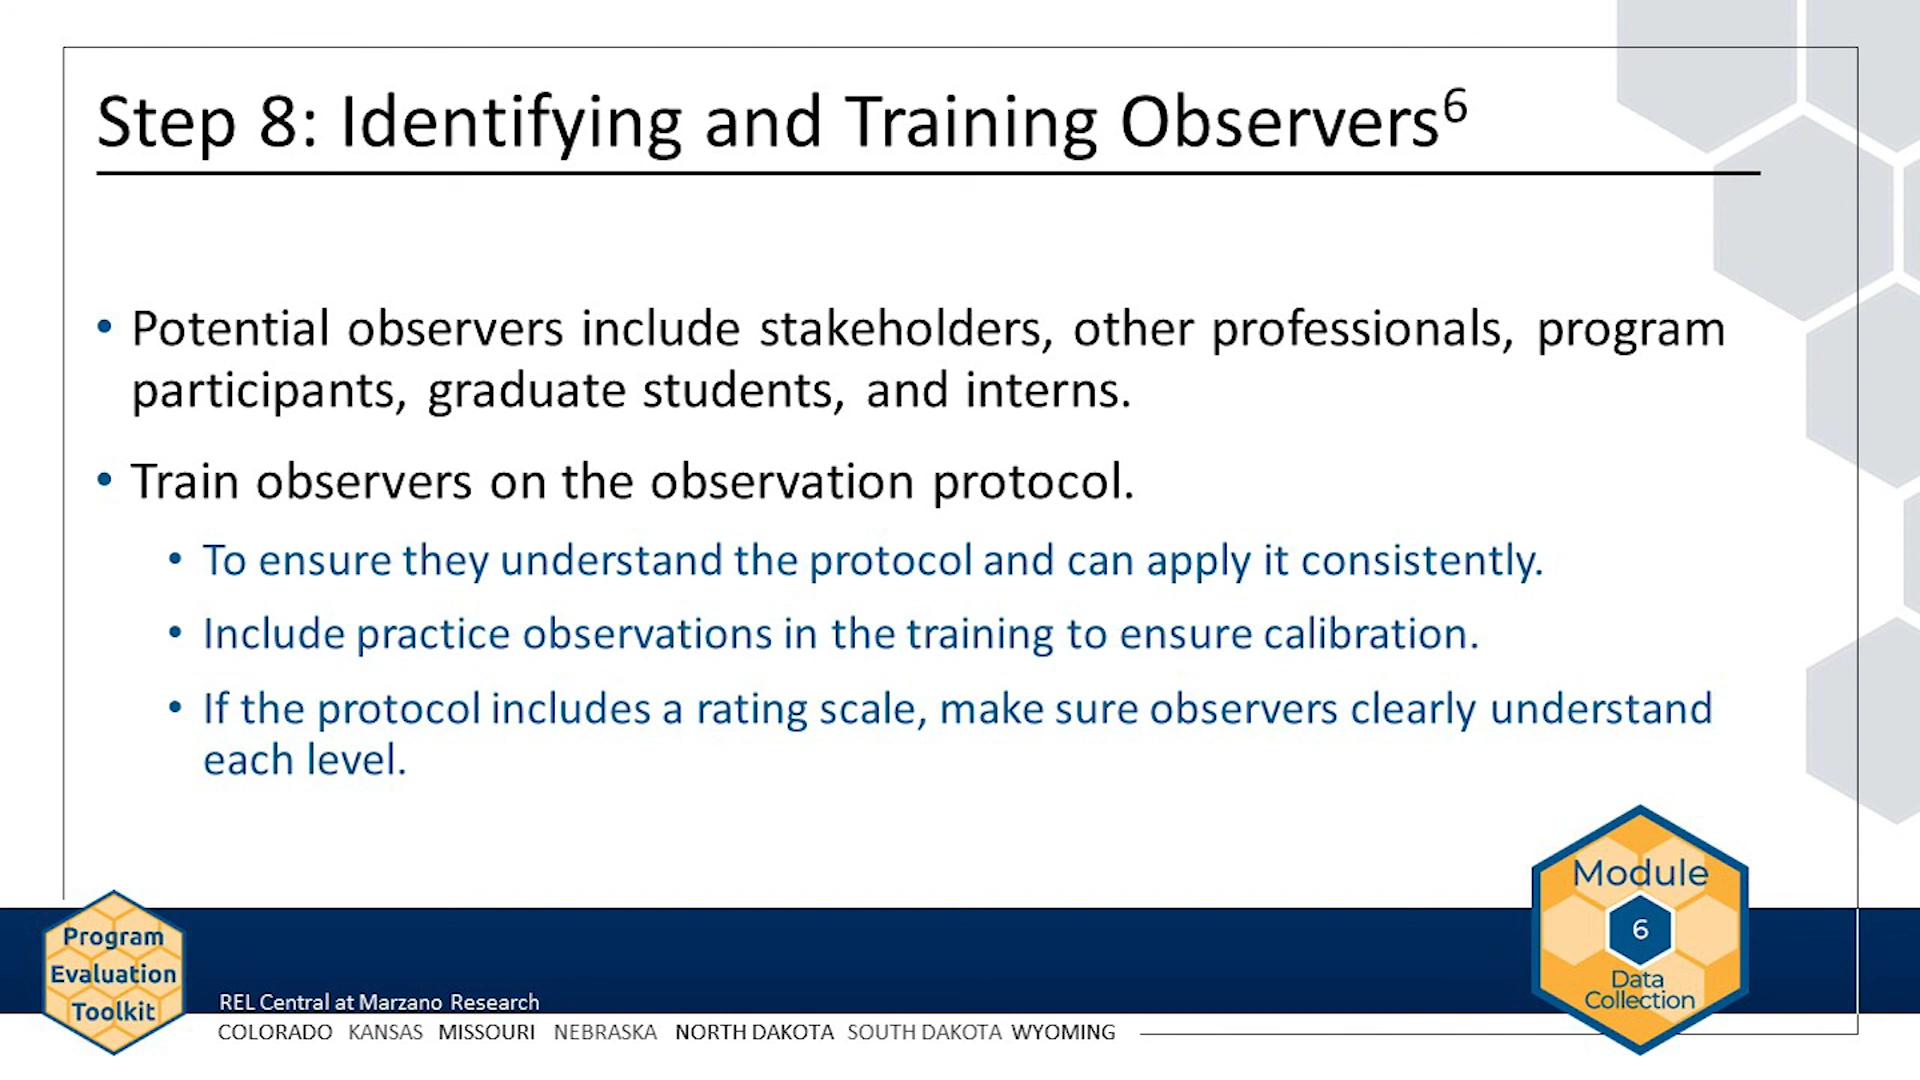 Step 8: Identifying and Training Observers⁶
• Potential observers include stakeholders, other professionals, program
participants, graduate students, and interns.
• Train observers on the observation protocol.
• To ensure they understand the protocol and can apply it consistently.
• Include practice observations in the training to ensure calibration.
• If the protocol includes a rating scale, make sure observers clearly understand
each level.
Program
Evaluation
Toolkit
REL Central at Marzano Research
COLORADO KANSAS MISSOURI NEBRASKA NORTH DAKOTA SOUTH DAKOTA WYOMING
Module
6
Data
Collection